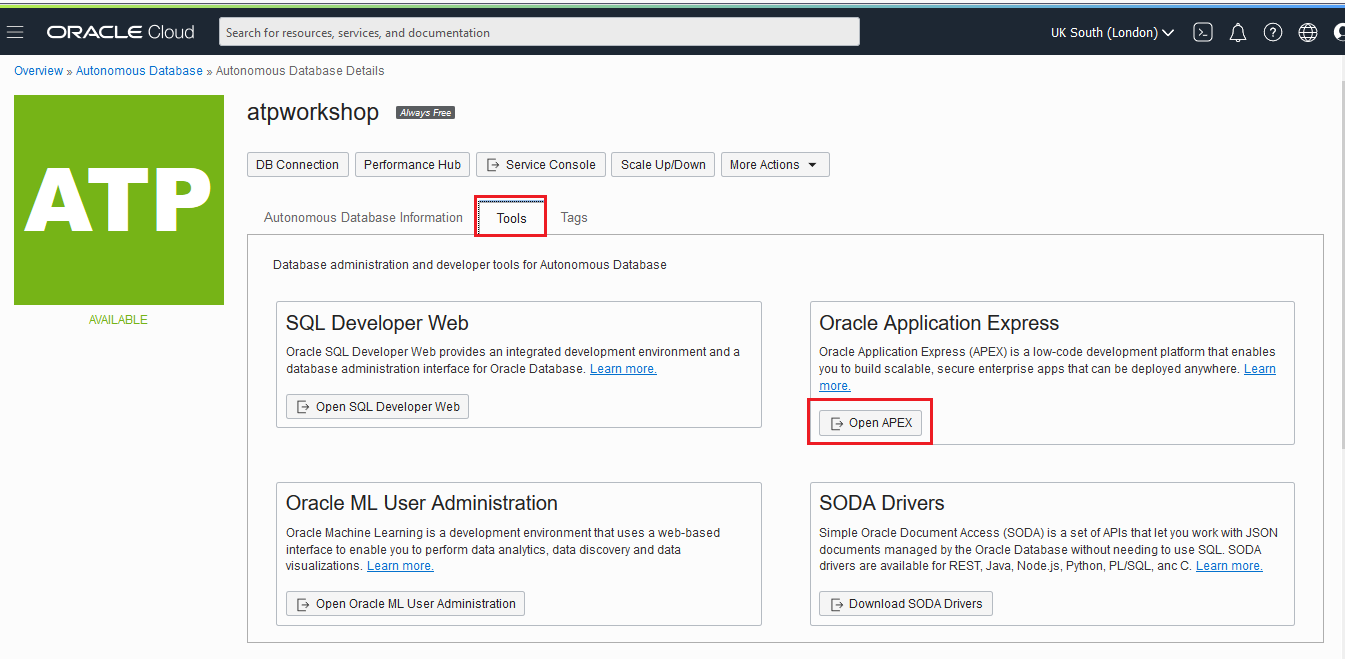 ORACLE Cloud
Search for resources, services, and documentation
UK South (London)
Overview » Autonomous Database » Autonomous Database Details
ATP
AVAILABLE
atpworkshop
Always Free
DB Connection
Performance Hub
Service Console
Scale Up/Down
More Actions
Autonomous Database Information
Tools
Tags
Database administration and developer tools for Autonomous Database
SQL Developer Web
Oracle SQL Developer Web provides an integrated development environment and a
database administration interface for Oracle Database. Learn more.
Open SQL Developer Web
Oracle Application Express
Oracle Application Express (APEX) is a low-code development platform that enables
you to build scalable, secure enterprise apps that can be deployed anywhere. Learn
more.
Open APEX
Oracle ML User Administration
Oracle Machine Learning is a development environment that uses a web-based
interface to enable you to perform data analytics, data discovery and data
visualizations. Learn more.
Open Oracle ML User Administration
SODA Drivers
Simple Oracle Document Access (SODA) is a set of APIs that let you work with JSON
documents managed by the Oracle Database without needing to use SQL. SODA
drivers are available for REST, Java, Node.js, Python, PL/SQL, anc C. Learn more.
Download SODA Drivers